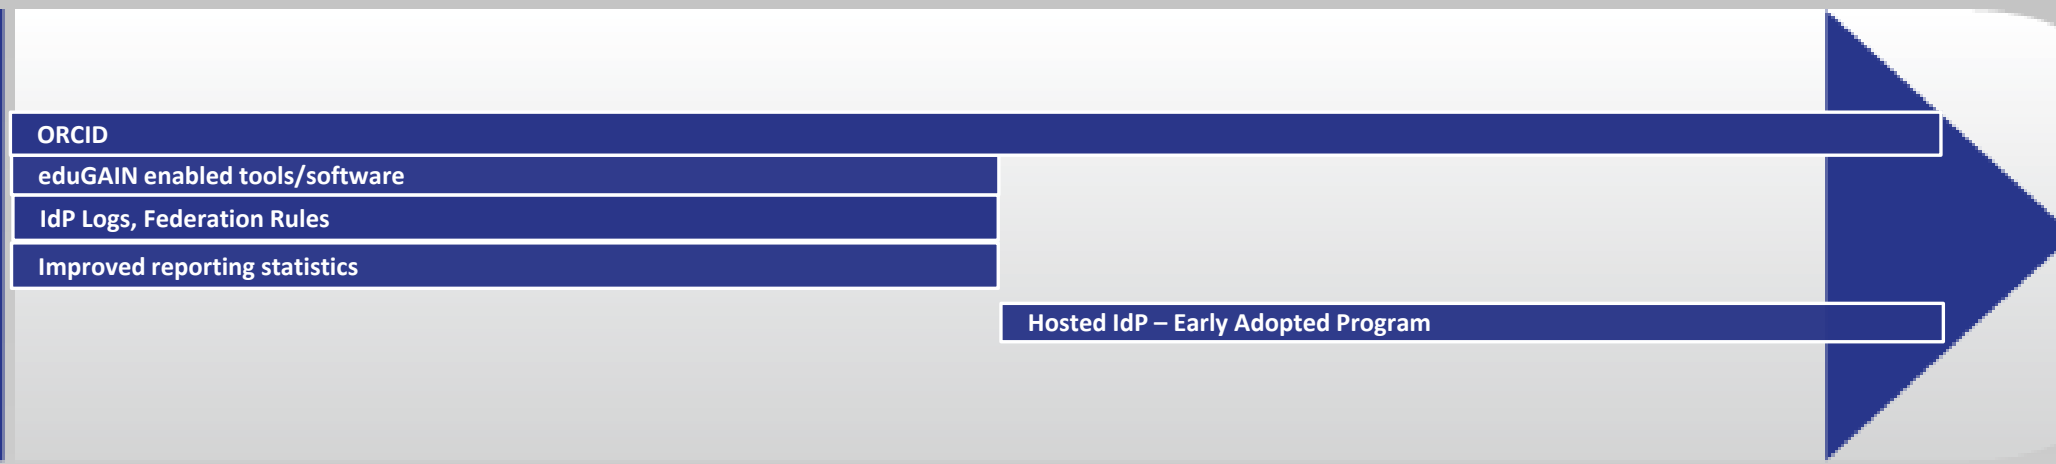 ORCID
eduGAIN enabled tools/software
IdP Logs, Federation Rules
Improved reporting statistics
Hosted IdP – Early Adopted Program